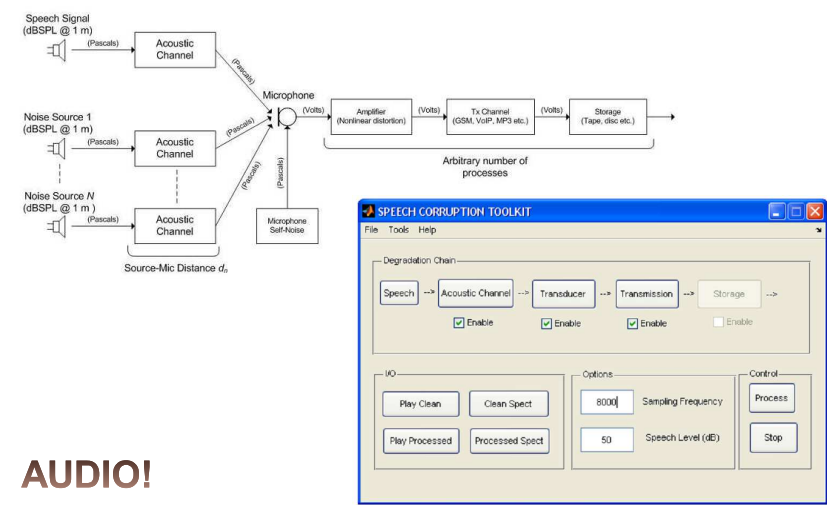 Speech Signal
(dBSPL @ 1 m)
(Pascals)
Acoustic
Channel
(Pascals)
Microphone
Noise Source 1
(dBSPL @ 1 m)
(Pascals)
Acoustic
Channel
(Pascals)
(Volts)
Amplifier
(Nonlinear distortion)
(Volts)
Tx Channel
(GSM, VoIP, MP3 etc.)
(Volts)
Storage
(Tape, disc etc.)
Arbitrary number of
processes
Noise Source N
(dBSPL @ 1 m )
(Pascals)
Acoustic
Channel
(Pascals)
(Pascals)
Microphone
Self-Noise
Source-Mic Distance dn
SPEECH CORRUPTION TOOLKIT
File Tools Help
Degradation Chain
Speech --> Acoustic Channel --> Transducer --> Transmission --> Storage -->
Enable Enable Enable Enable
I/O
Play Clean Clean Spect
Play Processed Processed Spect
Options
8000 Sampling Frequency
50 Speech Level (dB)
Control
Process
Stop
AUDIO!